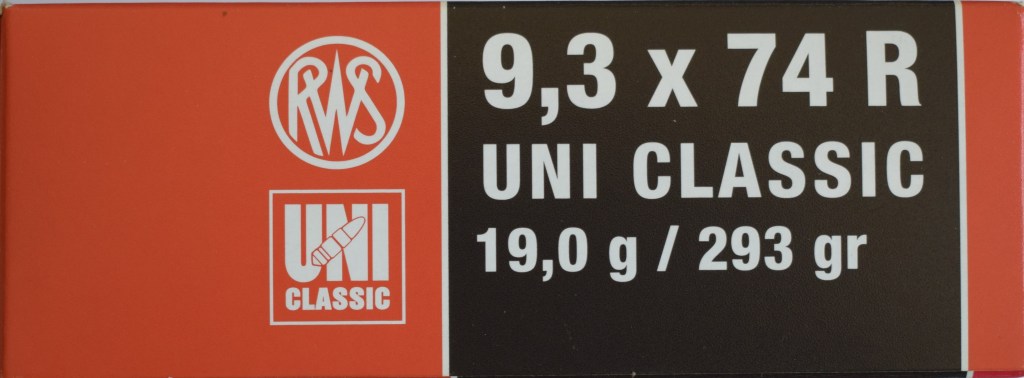 RWS
UNI
CLASSIC
9,3 x 74 R
UNI CLASSIC
19,0 g / 293 gr